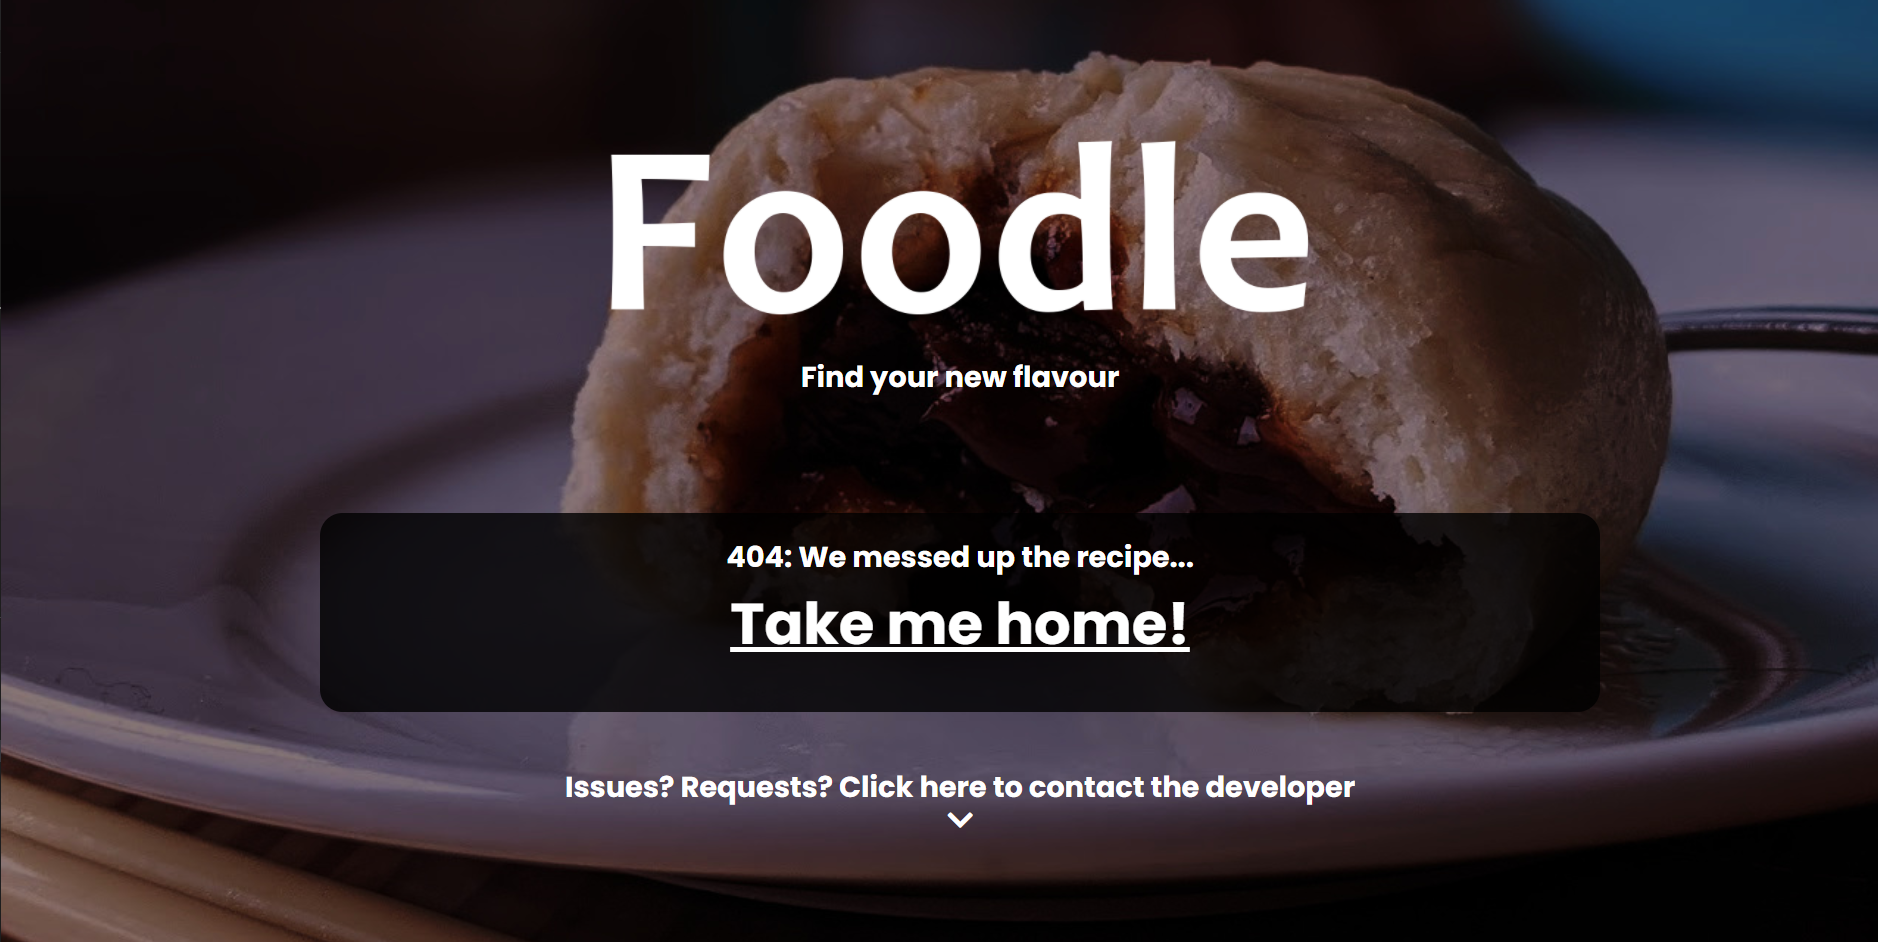 Foodle
Find your new flavour
404: We messed up the recipe...
Take me home!
Issues? Requests? Click here to contact the developer